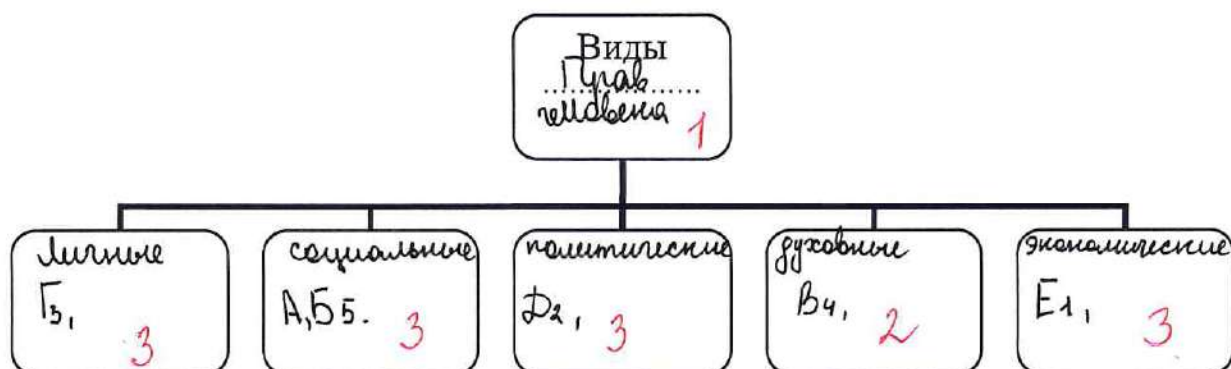 Виды
Прав
человека
1
Личные
Г3,
3
социальные
А,Б5.
3
политические
Д2,
3
духовные
В4,
2
экономические
Е1,
3